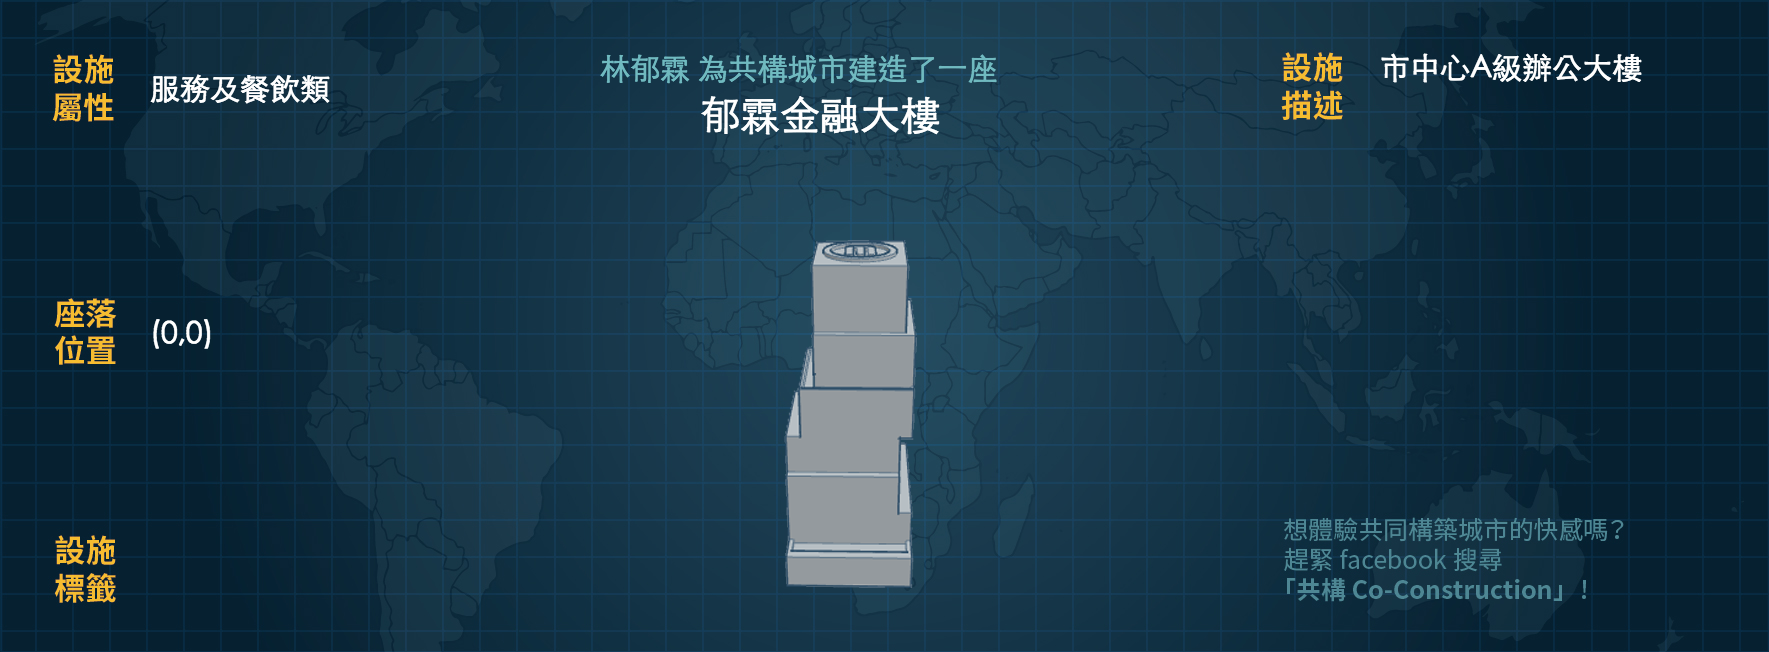 設施
屬性
服務及餐飲類
林郁霖 為共構城市建造了一座
郁霖金融大樓
設施
描述
市中心A級辦公大樓
座落
位置
(0,0)
設施
標籤
想體驗共同構築城市的快感嗎？
趕緊 facebook 搜尋
「共構 Co-Construction」！